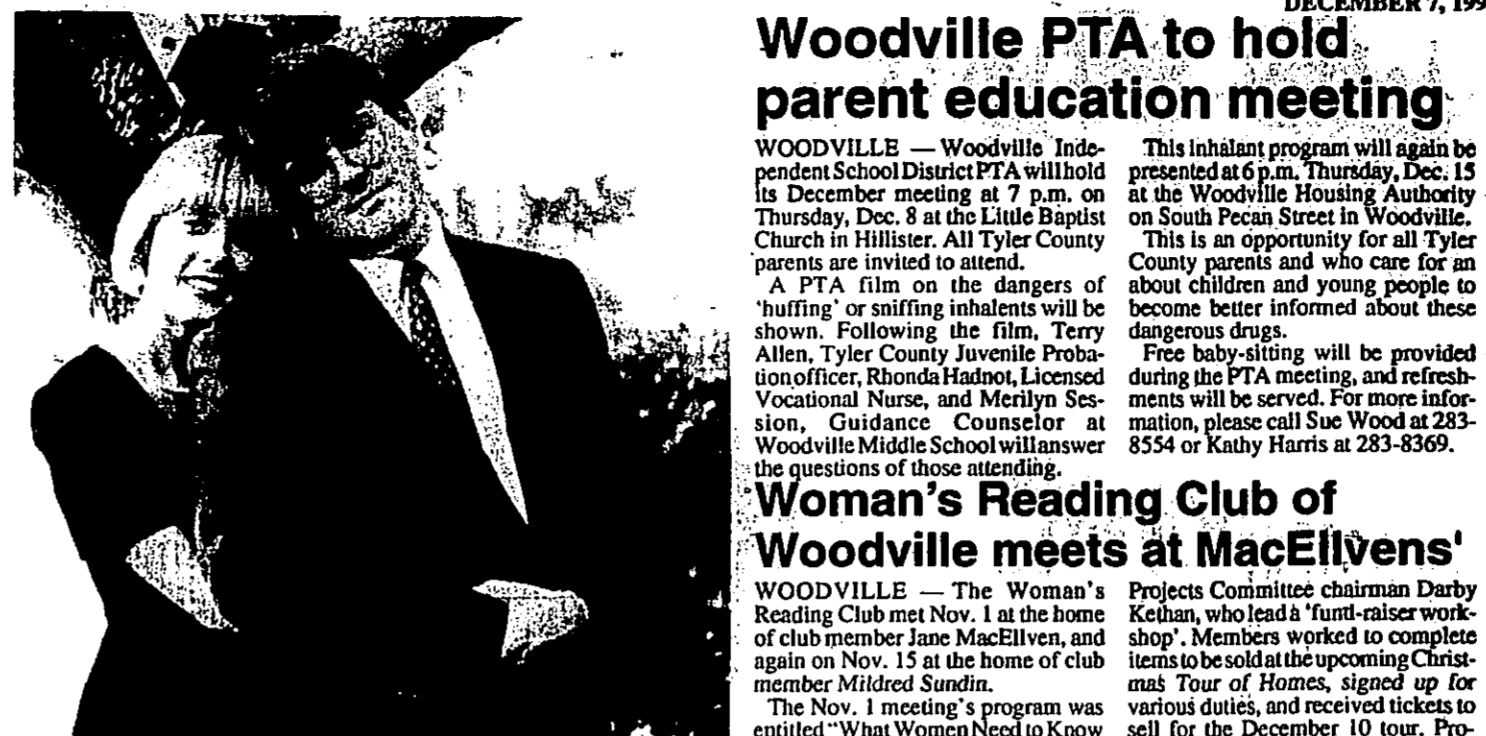 DECEMBER 7, 199
Woodville PTA to hold
parent education meeting
WOODVILLE — Woodville Inde-
pendent School District PTA will hold
its December meeting at 7 p.m. on
Thursday, Dec. 8 at the Little Baptist
Church in Hillister. All Tyler County
parents are invited to attend.
A PTA film on the dangers of
'huffing' or sniffing inhalents will be
shown. Following the film, Terry
Allen, Tyler County Juvenile Proba-
tion officer, Rhonda Hadnot, Licensed
Vocational Nurse, and Merilyn Ses-
sion, Guidance Counselor at
Woodville Middle School will answer
the questions of those attending.
This inhalant program will again be
presented at 6 p.m. Thursday, Dec. 15
at the Woodville Housing Authority
on South Pecan Street in Woodville.
This is an opportunity for all Tyler
County parents and who care for an
about children and young people to
become better informed about these
dangerous drugs.
Free baby-sitting will be provided
during the PTA meeting, and refresh-
ments will be served. For more infor-
mation, please call Sue Wood at 283-
8554 or Kathy Harris at 283-8369.
Woman's Reading Club of
Woodville meets at MacEllvens'
WOODVILLE — The Woman's
Reading Club met Nov. 1 at the home
of club member Jane MacEllven, and
again on Nov. 15 at the home of club
member Mildred Sundin.
The Nov. 1 meeting's program was
entitled "What Women Need to Know
Projects Committee chairman Darby
Kethan, who lead a 'fund-raiser work-
shop'. Members worked to complete
items to be sold at the upcoming Christ-
mas Tour of Homes, signed up for
various duties, and received tickets to
sell for the December 10 tour. Pro-